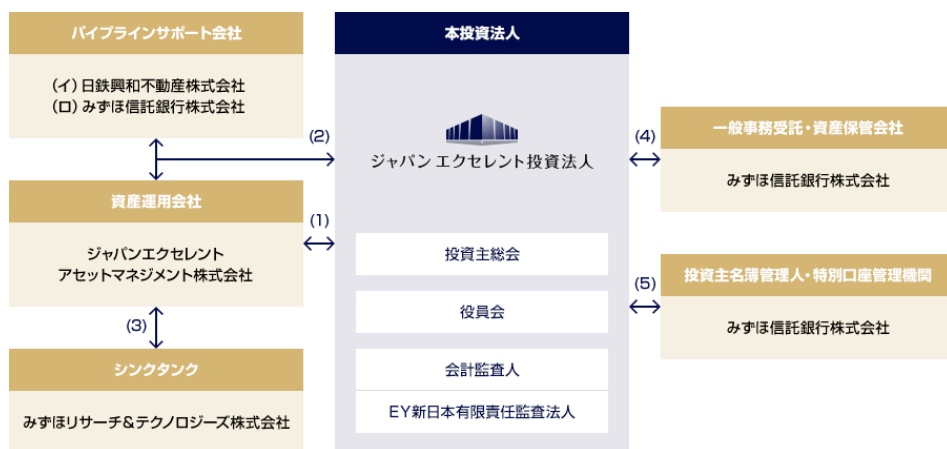 パイプラインサポート会社
(イ)日鉄興和不動産株式会社
(ロ)みずほ信託銀行株式会社
(2)
資産運用会社
ジャパンエクセレント
アセットマネジメント株式会社
(1)
(3)
シンクタンク
みずほリサーチ&テクノロジーズ株式会社
本投資法人
ジャパン エクセレント投資法人
投資主総会
役員会
会計監査人
EY新日本有限責任監査法人
(4)
一般事務受託・資産保管会社
みずほ信託銀行株式会社
(5)
投資主名簿管理人・特別口座管理機関
みずほ信託銀行株式会社